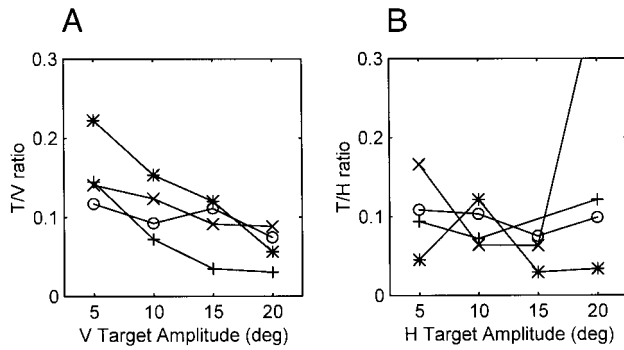 A
B
0.3
0.2
0.1
0
T/V ratio
5 10 15 20
V Target Amplitude (deg)
0.3
0.2
0.1
0
T/H ratio
5 10 15 20
H Target Amplitude (deg)